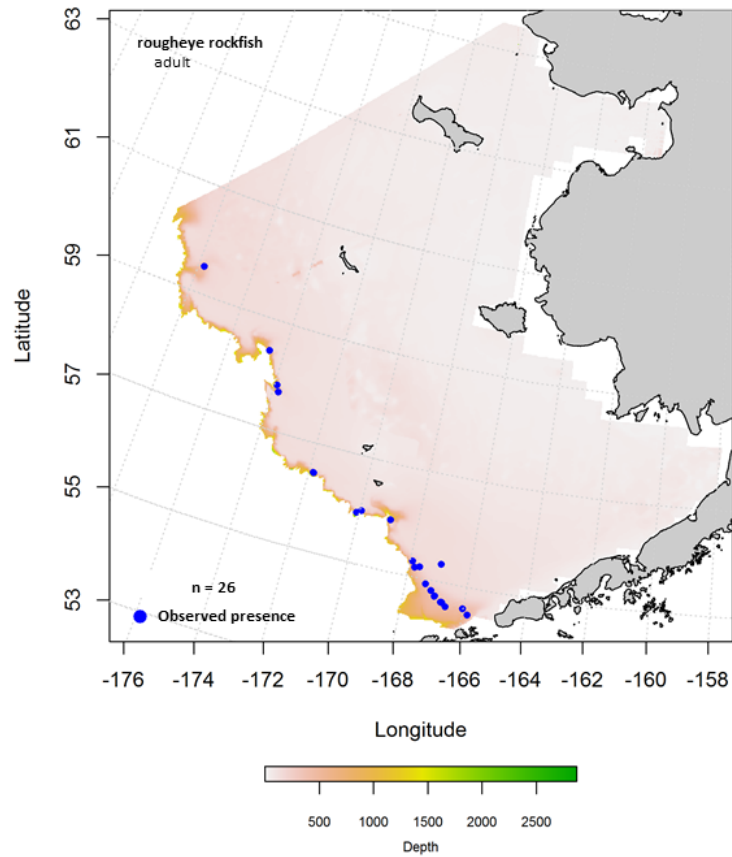 rougheye rockfish
adult
63
61
59
57
55
53
Latitude
n = 26
Observed presence
-176 -174 -172 -170 -168 -166 -164 -162 -160 -158
Longitude
500 1000 1500 2000 2500
Depth